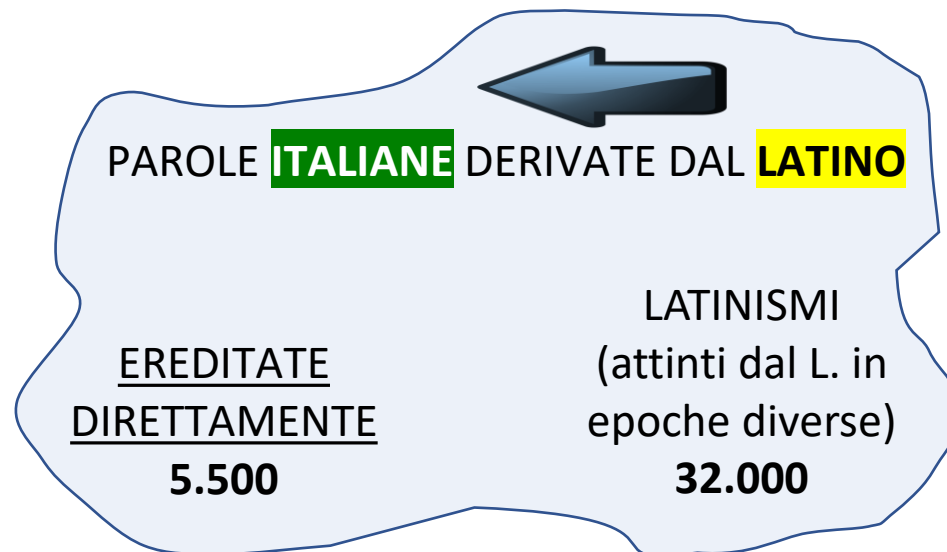 PAROLE ITALIANE DERIVATE DAL LATINO
EREDITATE
DIRETTAMENTE
5.500
LATINISMI
(attinti dal L. in
epoche diverse)
32.000